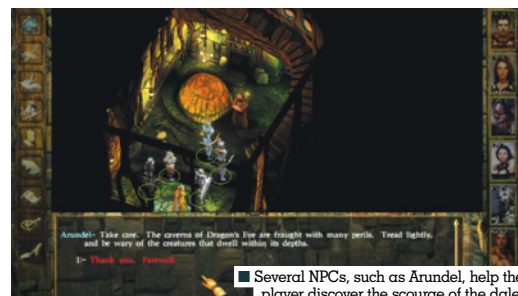 Arundel- Take care. The caverns of Dragon's Eye are fraught with many perils. Tread lightly,
and be wary of the creatures that dwell within its depths.
1:- Thank you. Farewell.
Several NPCs, such as Arundel, help the
player discover the scourge of the dale